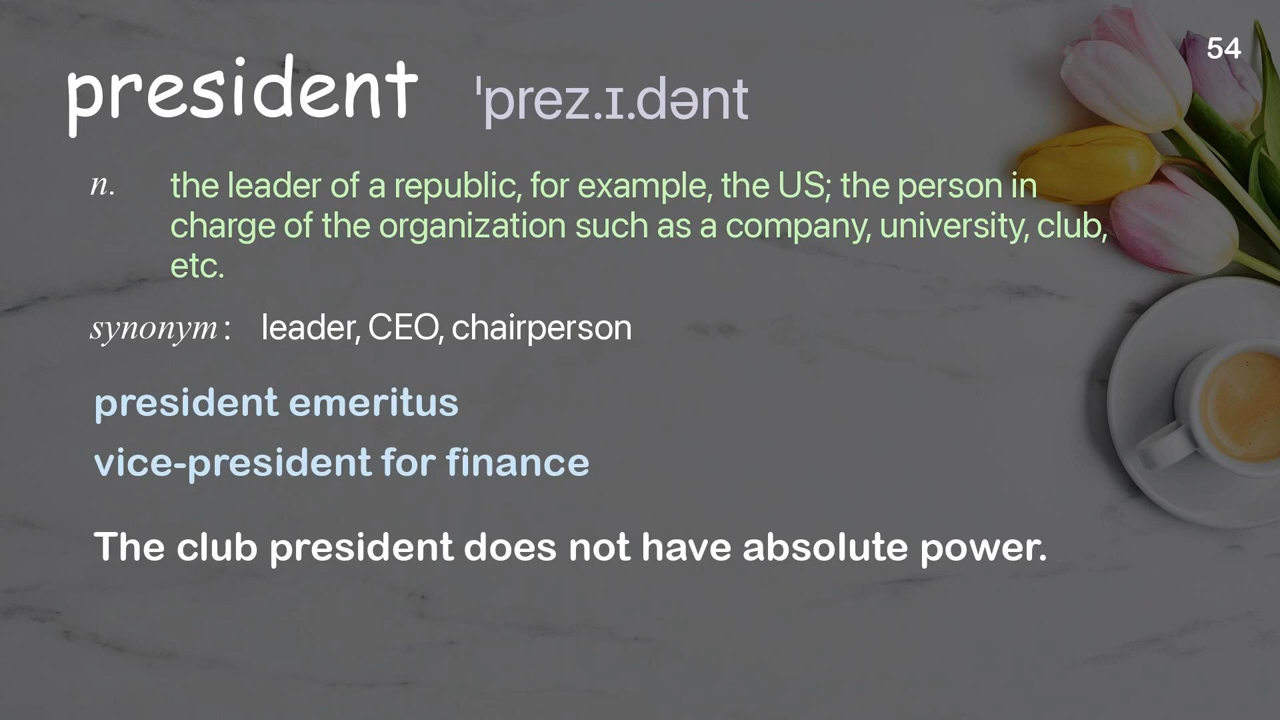 54
president ˈprez.ɪ.dənt
n. the leader of a republic, for example, the US; the person in
charge of the organization such as a company, university, club,
etc.
synonym: leader, CEO, chairperson
president emeritus
vice-president for finance
The club president does not have absolute power.